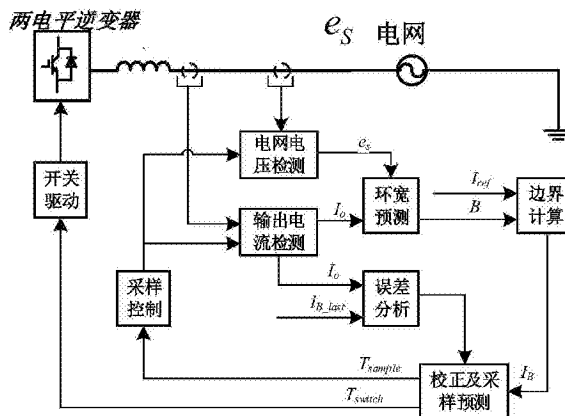 两电平逆变器
e_S 电网
电网电
压检测
e_s
开关
驱动
环宽
预测
I_ref
B
边界
计算
输出电
流检测
I_o
采样
控制
I_o
I_B_last
误差
分析
T_sample
T_switch
校正及采
样预测
I_B